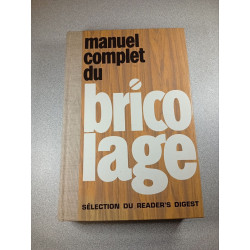 manuel
complet
du
brico
lage
SÉLECTION DU READER'S DIGEST